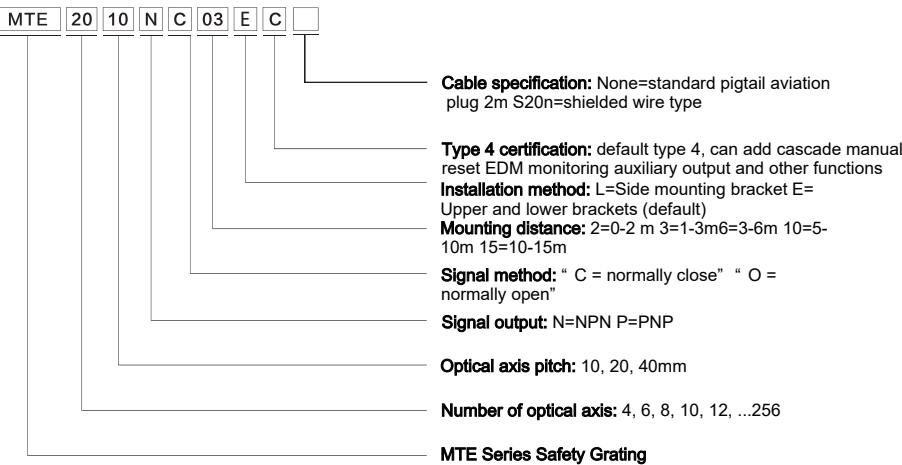 MTE 20 10 N C 03 E C
Cable specification: None=standard pigtail aviation
plug 2m S20n=shielded wire type
Type 4 certification: default type 4, can add cascade manual
reset EDM monitoring auxiliary output and other functions
Installation method: L=Side mounting bracket E=
Upper and lower brackets (default)
Mounting distance: 2=0-2 m 3=1-3m6=3-6m 10=5-
10m 15=10-15m
Signal method: “ C = normally close” “ O =
normally open”
Signal output: N=NPN P=PNP
Optical axis pitch: 10, 20, 40mm
Number of optical axis: 4, 6, 8, 10, 12, ...256
MTE Series Safety Grating